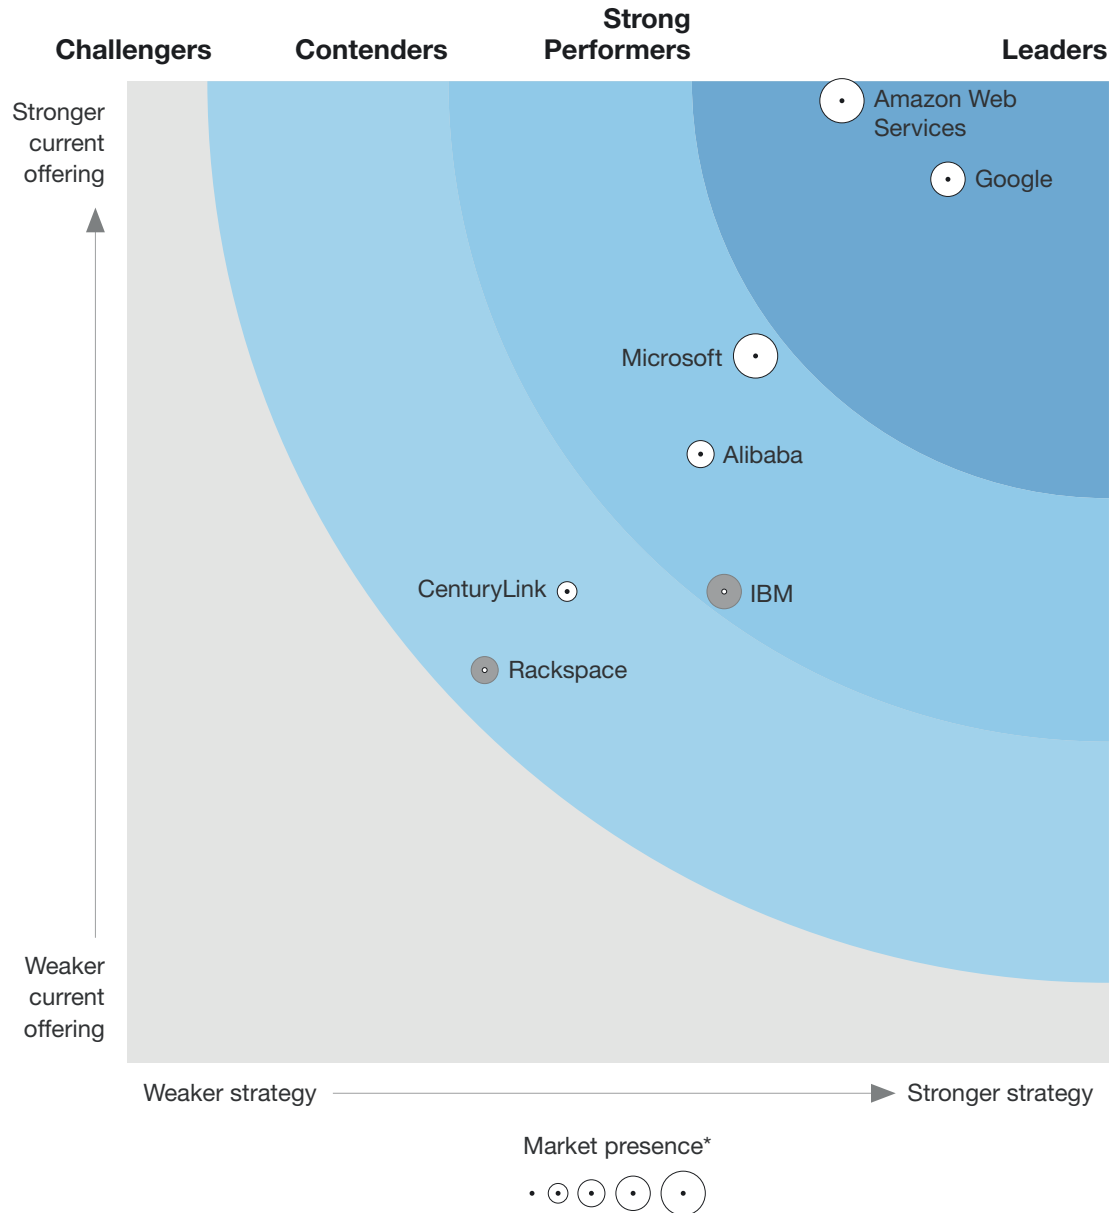 Strong
Challengers Contenders Performers Leaders
Stronger
current
offering
Amazon Web
Services
Google
Microsoft
Alibaba
CenturyLink
IBM
Rackspace
Weaker
current
offering
Weaker strategy
Stronger strategy
Market presence*